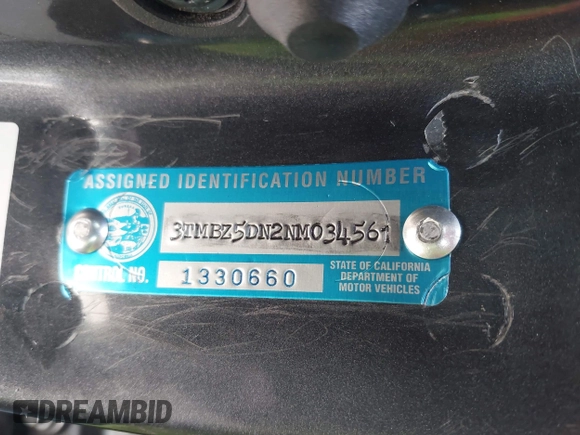 ASSIGNED IDENTIFICATION NUMBER
3TMBZ5DN2NM034561
CONTROL NO. 1330660
STATE OF CALIFORNIA
DEPARTMENT OF
MOTOR VEHICLES
DREAMBID